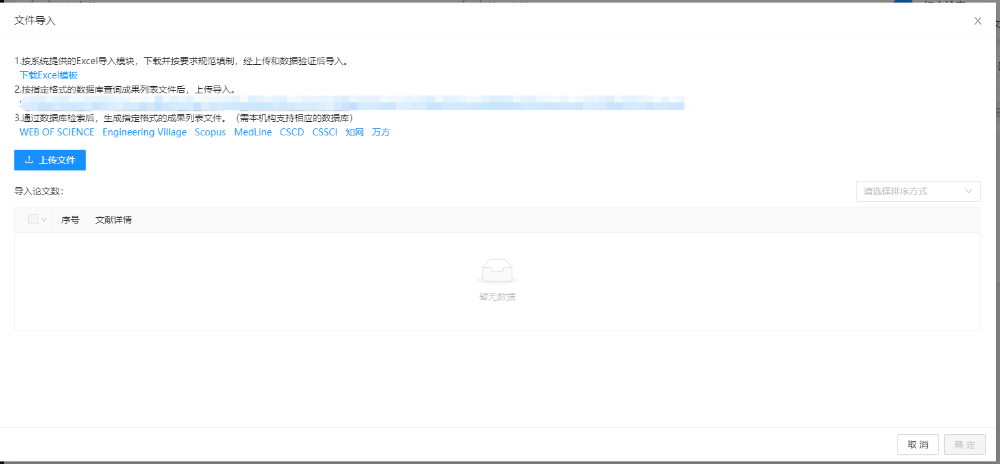 文件导入
1.按系统提供的Excel导入模块，下载并按要求规范填制，经上传和数据验证后导入。
下载Excel模板
2.按指定格式的数据库查询成果列表文件后，上传导入。
3.通过数据库检索后，生成指定格式的成果列表文件。（需本机构支持相应的数据库）
WEB OF SCIENCE Engineering Village Scopus MedLine CSCD CSSCI 知网 万方
上传文件
导入论文数：
请选择排序方式
序号 文献详情
暂无数据
取 消 确 定